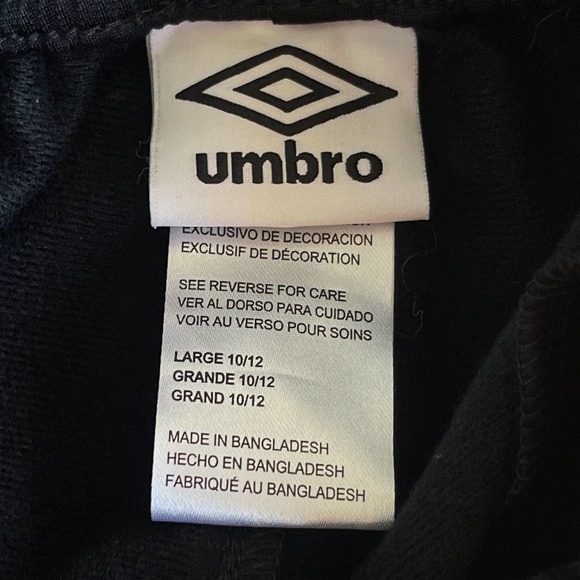 umbro
EXCLUSIVO DE DECORACION
EXCLUSIF DE DÉCORATION
SEE REVERSE FOR CARE
VER AL DORSO PARA CUIDADO
VOIR AU VERSO POUR SOINS
LARGE 10/12
GRANDE 10/12
GRAND 10/12
MADE IN BANGLADESH
HECHO EN BANGLADESH
FABRIQUÉ AU BANGLADESH